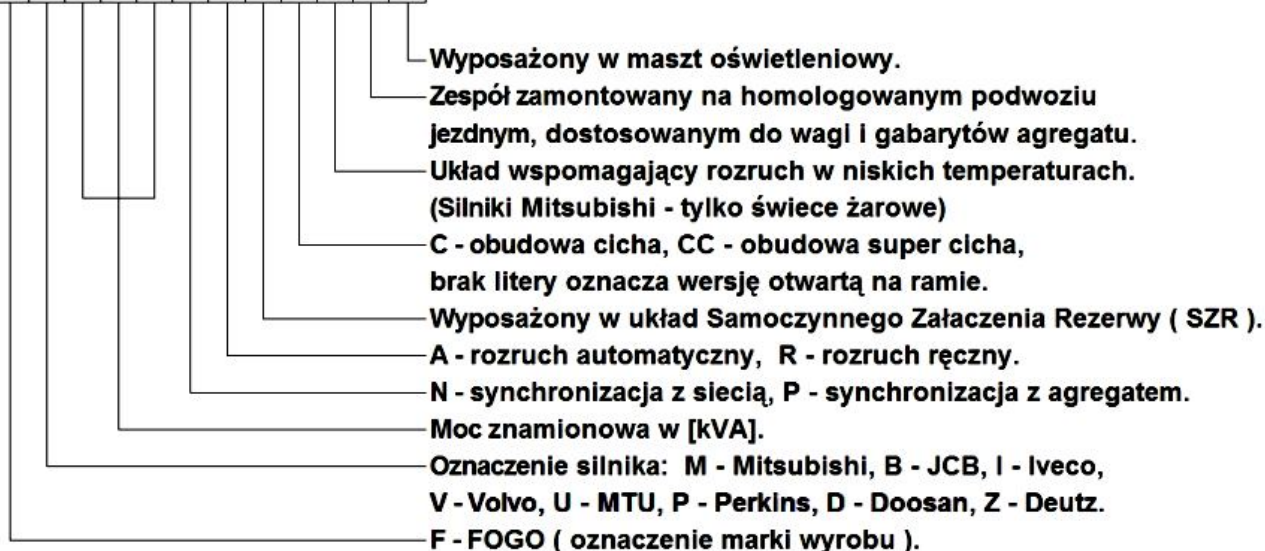 Wyposażony w maszt oświetleniowy.
Zespół zamontowany na homologowanym podwoziu
jezdnym, dostosowanym do wagi i gabarytów agregatu.
Układ wspomagający rozruch w niskich temperaturach.
(Silniki Mitsubishi - tylko świece żarowe)
C - obudowa cicha, CC - obudowa super cicha,
brak litery oznacza wersję otwartą na ramie.
Wyposażony w układ Samoczynnego Załaczenia Rezerwy ( SZR ).
A - rozruch automatyczny, R - rozruch ręczny.
N - synchronizacja z siecią, P - synchronizacja z agregatem.
Moc znamionowa w [kVA].
Oznaczenie silnika: M - Mitsubishi, B - JCB, I - Iveco,
V - Volvo, U - MTU, P - Perkins, D - Doosan, Z - Deutz.
F - FOGO ( oznaczenie marki wyrobu ).